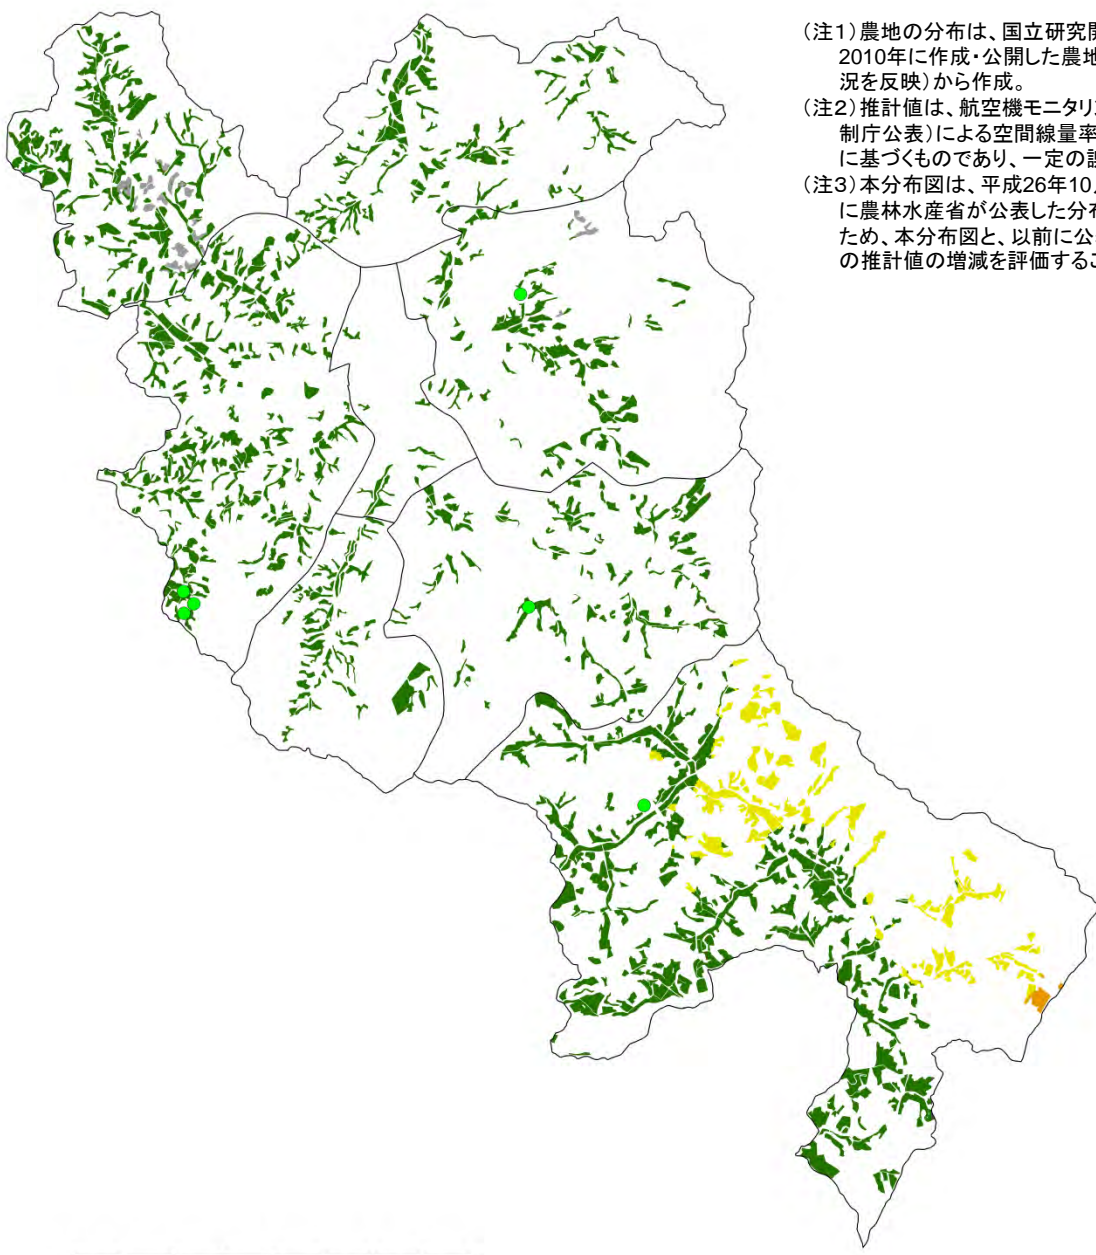 （注1）農地の分布は、国立研究開
2010年に作成・公開した農地
況を反映）から作成。
（注2）推計値は、航空機モニタリン
制庁公表）による空間線量率
に基づくものであり、一定の誤
（注3）本分布図は、平成26年10月
に農林水産省が公表した分布
ため、本分布図と、以前に公表
の推計値の増減を評価するこ